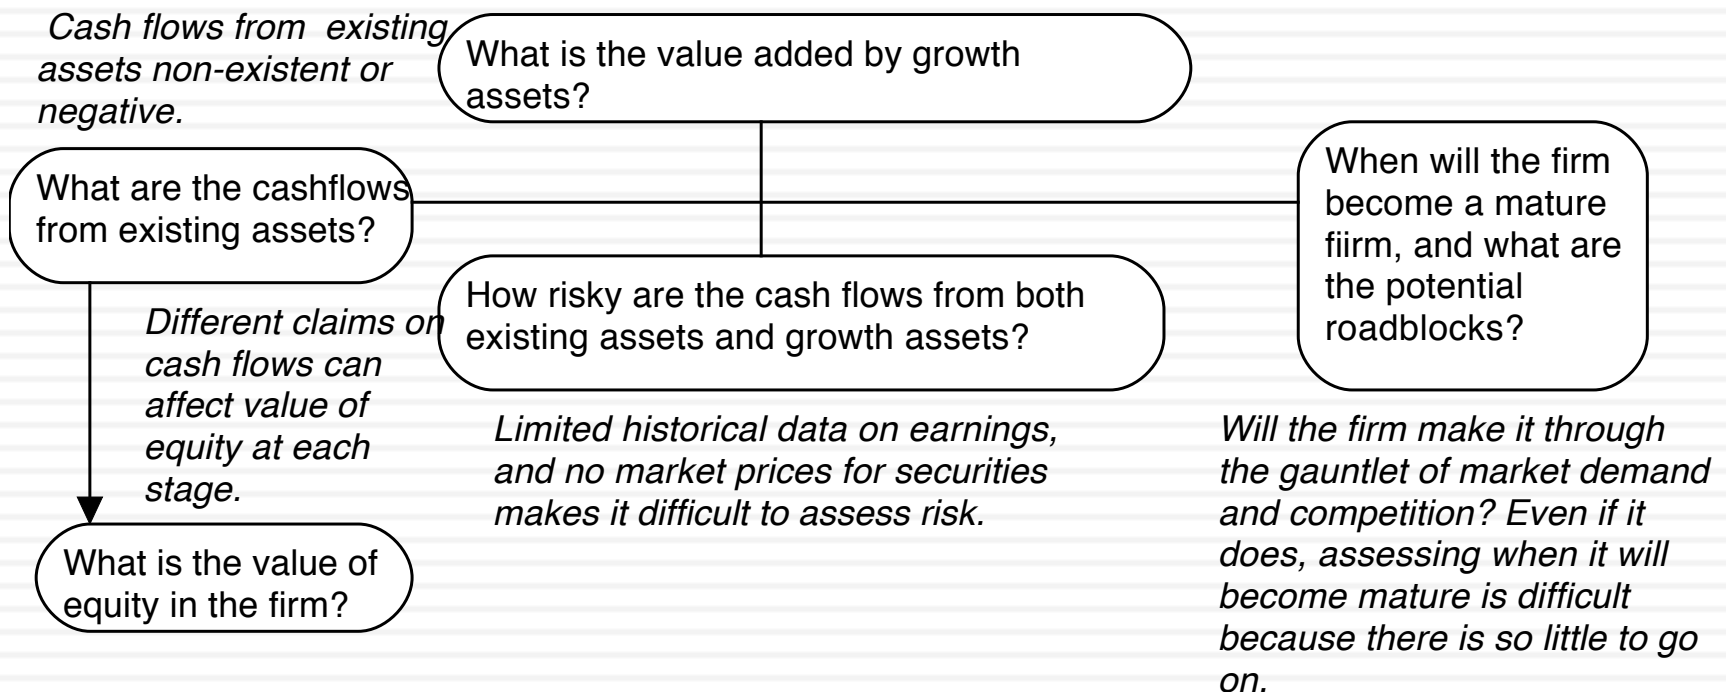 Cash flows from  existing
assets non-existent or
negative.
What is the value added by growth
assets?
What are the cashflows
from existing assets?
When will the firm
become a mature
fiirm, and what are
the potential
roadblocks?
Different claims on
cash flows can
affect value of
equity at each
stage.
How risky are the cash flows from both
existing assets and growth assets?
Limited historical data on earnings,
and no market prices for securities
makes it difficult to assess risk.
Will the firm make it through
the gauntlet of market demand
and competition? Even if it
does, assessing when it will
become mature is difficult
because there is so little to go
on.
What is the value of
equity in the firm?